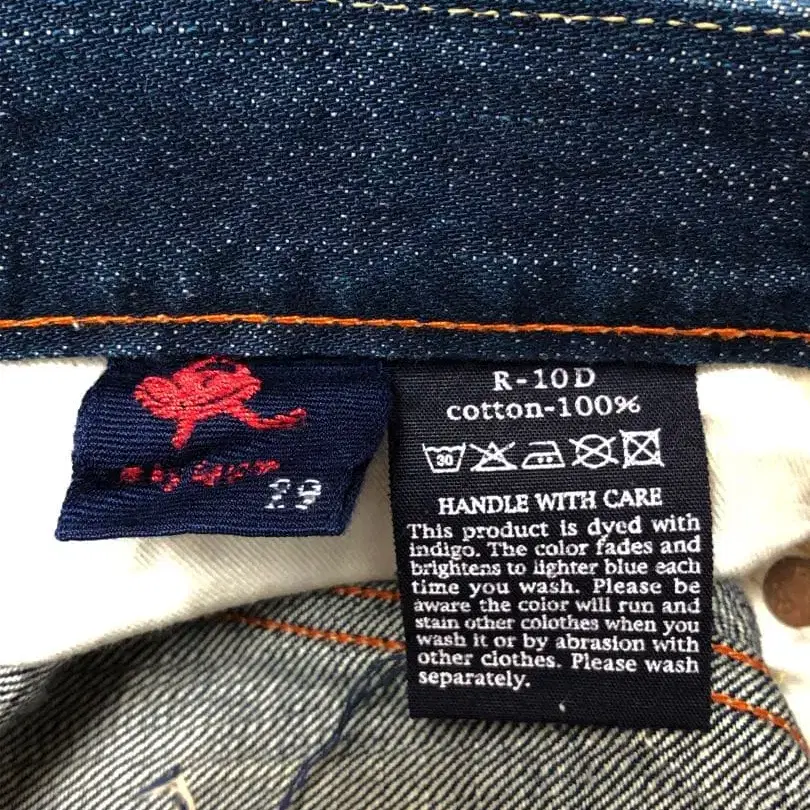 29
R-10D
cotton-100%
30
HANDLE WITH CARE
This product is dyed with
indigo. The color fades and
brightens to lighter blue each
time you wash. Please be
aware the color will run and
stain other colothes when you
wash it or by abrasion with
other clothes. Please wash
separately.